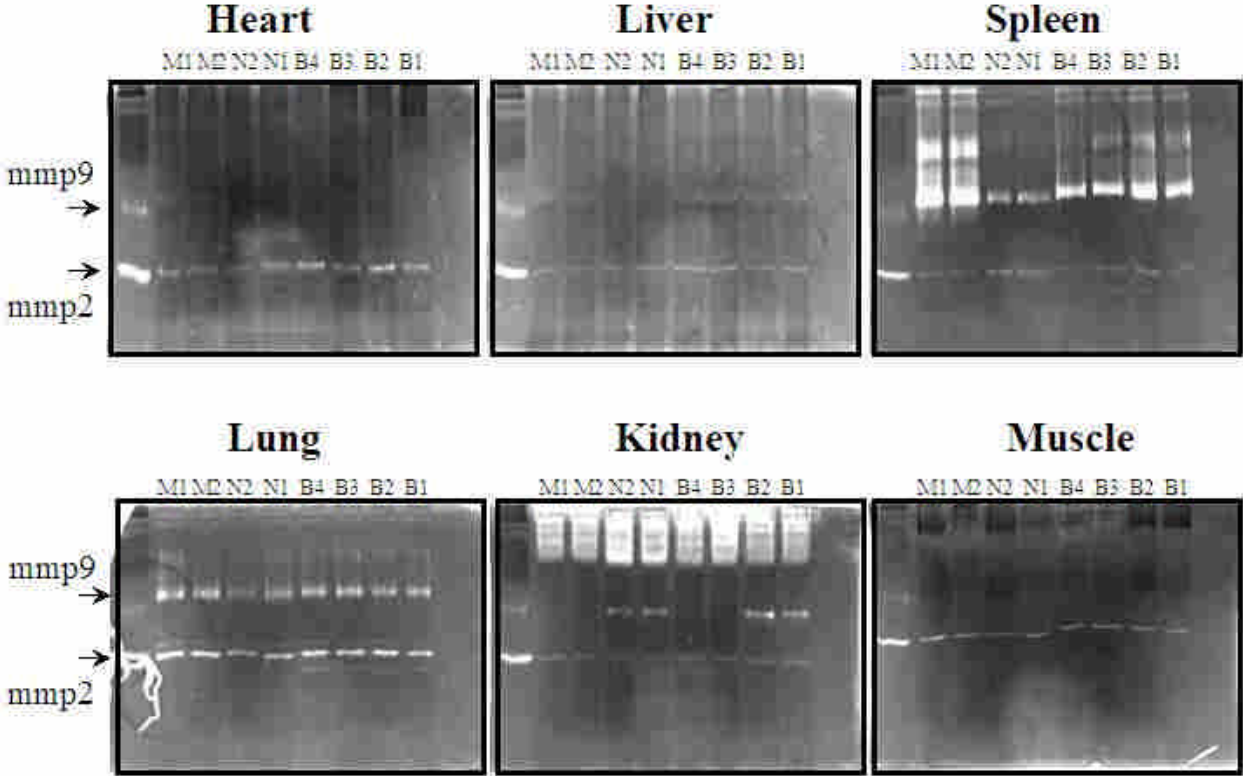 Heart
M1 M2 N2 N1 B4 B3 B2 B1
Liver
M1 M2 N2 N1 B4 B3 B2 B1
Spleen
M1 M2 N2 N1 B4 B3 B2 B1
mmp9
mmp2
Lung
M1 M2 N2 N1 B4 B3 B2 B1
Kidney
M1 M2 N2 N1 B4 B3 B2 B1
Muscle
M1 M2 N2 N1 B4 B3 B2 B1
mmp9
mmp2